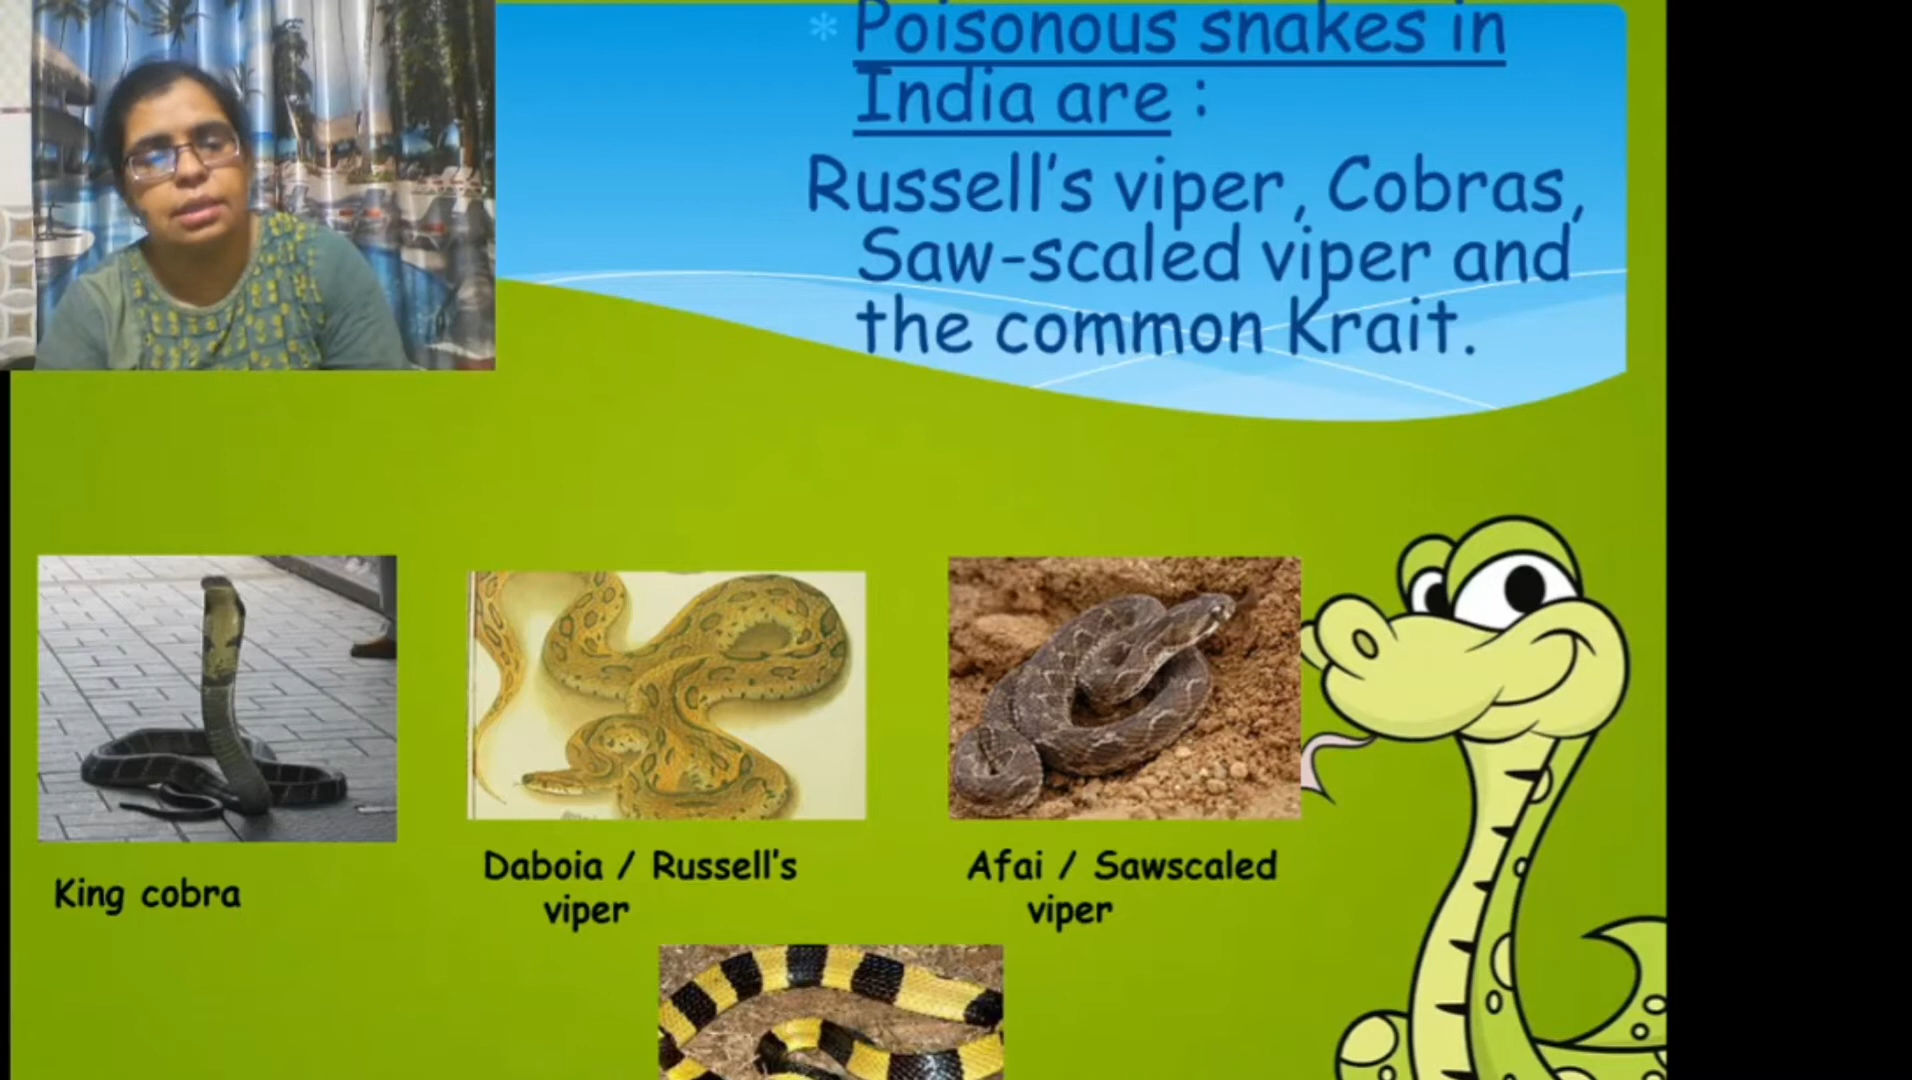 * Poisonous snakes in
India are :
Russell's viper, Cobras,
Saw-scaled viper and
the common Krait.
King cobra
Daboia / Russell's
viper
Afai / Sawscaled
viper